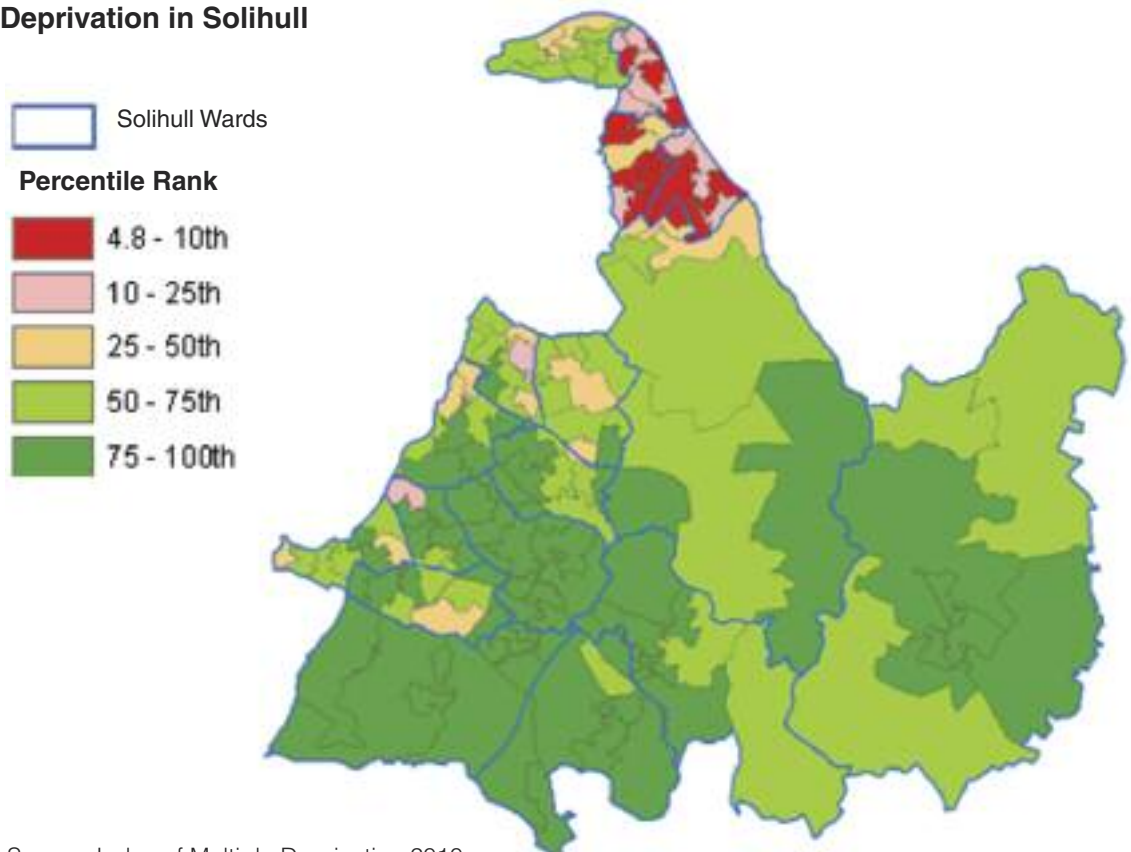 Deprivation in Solihull
Solihull Wards
Percentile Rank
4.8 - 10th
10 - 25th
25 - 50th
50 - 75th
75 - 100th